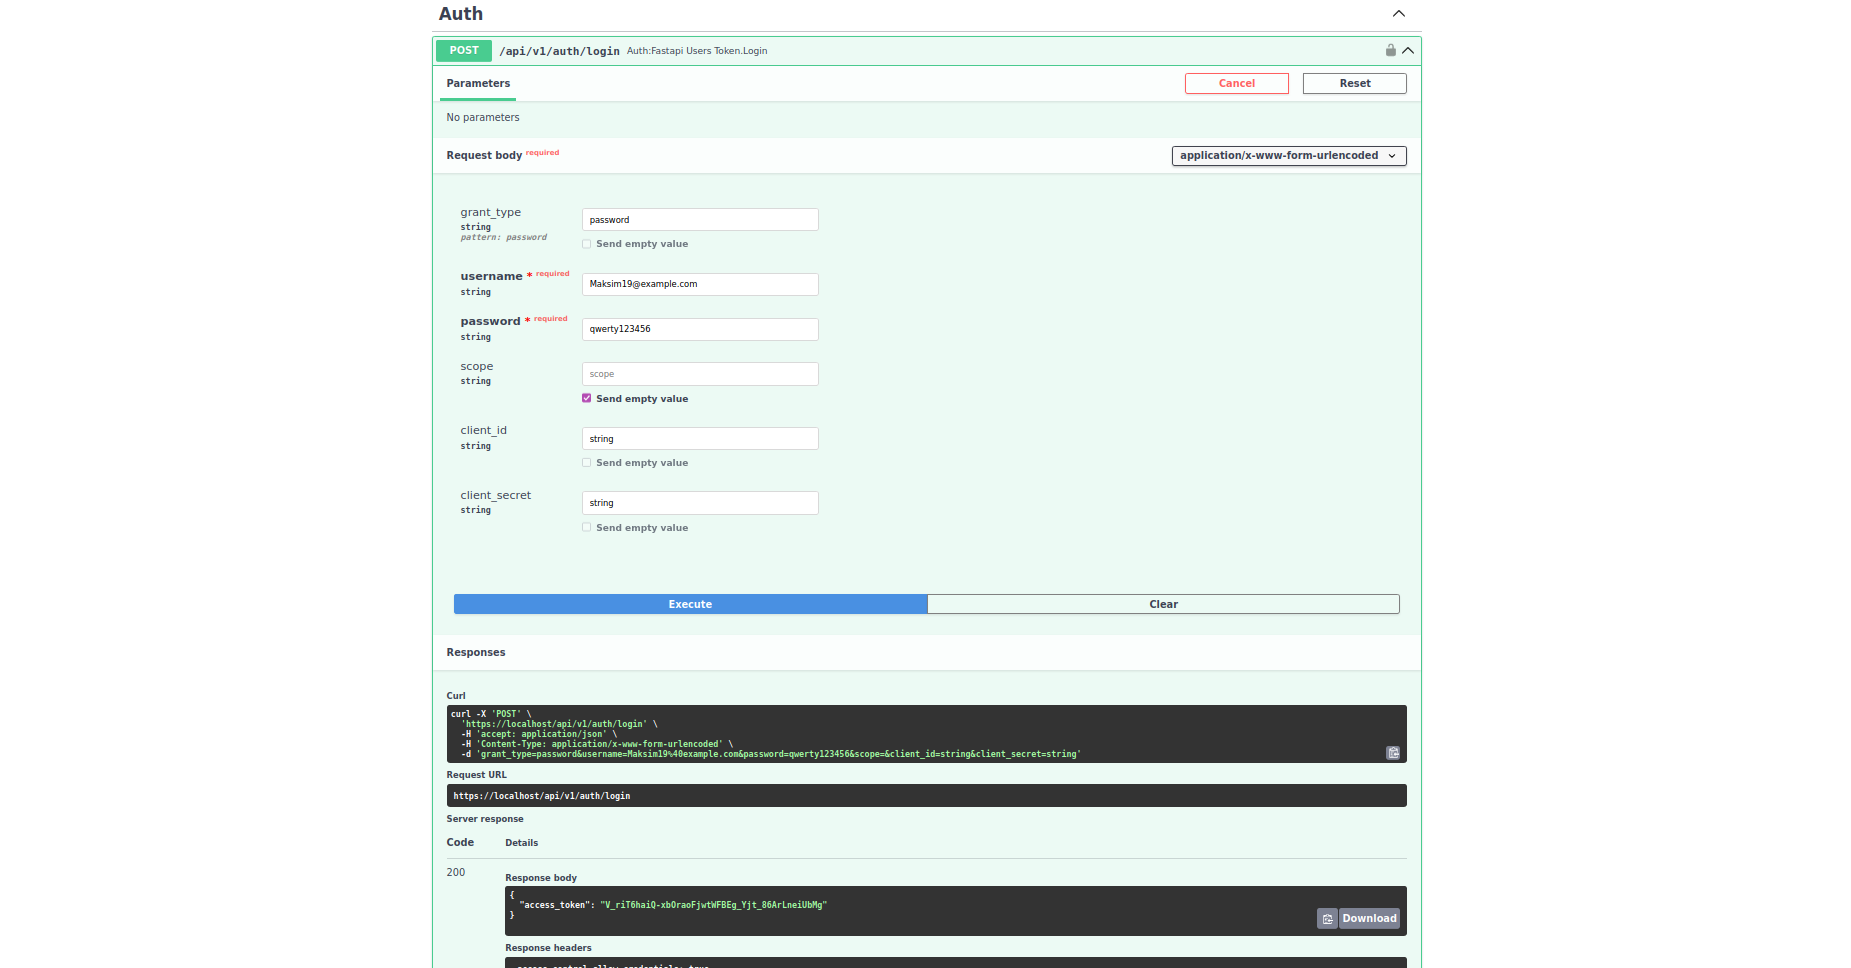 Auth
POST /api/v1/auth/login Auth:Fastapi Users Token.Login
Parameters Cancel Reset
No parameters
Request body required application/x-www-form-urlencoded
grant_type password
string
pattern: password
Send empty value
username * required Maksim19@example.com
string
password * required qwerty123456
string
scope scope
string
Send empty value
client_id string
string
Send empty value
client_secret string
string
Send empty value
Execute Clear
Responses
Curl
curl -X 'POST' \
'https://localhost/api/v1/auth/login' \
-H 'accept: application/json' \
-H 'Content-Type: application/x-www-form-urlencoded' \
-d 'grant_type=password&username=Maksim19%40example.com&password=qwerty123456&scope=&client_id=string&client_secret=string'
Request URL
https://localhost/api/v1/auth/login
Server response
Code Details
200
Response body
{
"access_token": "V_riT6haiQ-xbOraoFjwtWFBEg_Yjt_86ArLneiUbMg"
}
Download
Response headers
access-control-allow-credentials: true